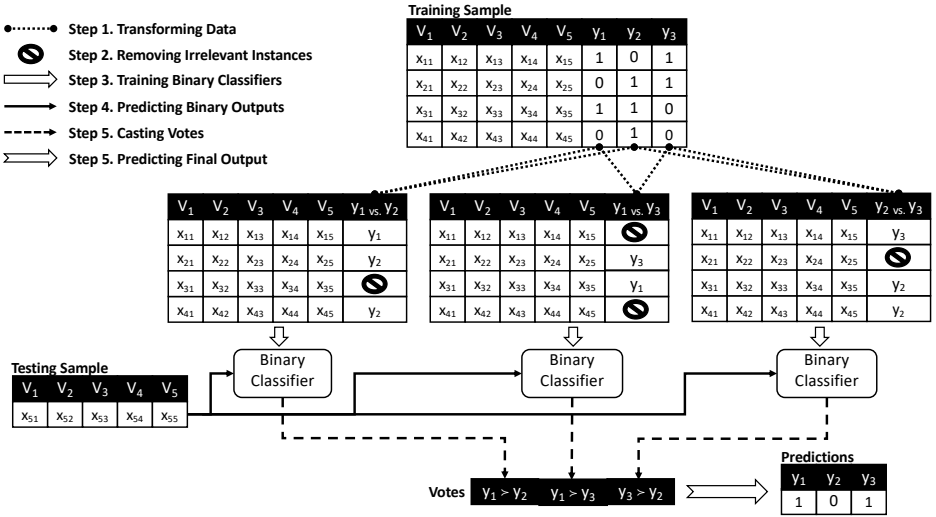 Training Sample
Step 1. Transforming Data
Step 2. Removing Irrelevant Instances
Step 3. Training Binary Classifiers
Step 4. Predicting Binary Outputs
Step 5. Casting Votes
Step 5. Predicting Final Output
V₁ V₂ V₃ V₄ V₅ y₁ y₂ y₃
x₁₁ x₁₂ x₁₃ x₁₄ x₁₅ 1 0 1
x₂₁ x₂₂ x₂₃ x₂₄ x₂₅ 0 1 1
x₃₁ x₃₂ x₃₃ x₃₄ x₃₅ 1 1 0
x₄₁ x₄₂ x₄₃ x₄₄ x₄₅ 0 1 0
V₁ V₂ V₃ V₄ V₅ y₁ vs. y₂
x₁₁ x₁₂ x₁₃ x₁₄ x₁₅ y₁
x₂₁ x₂₂ x₂₃ x₂₄ x₂₅ y₂
x₃₁ x₃₂ x₃₃ x₃₄ x₃₅
x₄₁ x₄₂ x₄₃ x₄₄ x₄₅ y₂
V₁ V₂ V₃ V₄ V₅ y₁ vs. y₃
x₁₁ x₁₂ x₁₃ x₁₄ x₁₅
x₂₁ x₂₂ x₂₃ x₂₄ x₂₅ y₃
x₃₁ x₃₂ x₃₃ x₃₄ x₃₅ y₁
x₄₁ x₄₂ x₄₃ x₄₄ x₄₅
V₁ V₂ V₃ V₄ V₅ y₂ vs. y₃
x₁₁ x₁₂ x₁₃ x₁₄ x₁₅ y₃
x₂₁ x₂₂ x₂₃ x₂₄ x₂₅
x₃₁ x₃₂ x₃₃ x₃₄ x₃₅ y₂
x₄₁ x₄₂ x₄₃ x₄₄ x₄₅ y₂
Binary
Classifier
Binary
Classifier
Binary
Classifier
Testing Sample
V₁ V₂ V₃ V₄ V₅
x₅₁ x₅₂ x₅₃ x₅₄ x₅₅
Votes y₁ ≻ y₂ y₁ ≻ y₃ y₃ ≻ y₂
Predictions
y₁ y₂ y₃
1 0 1